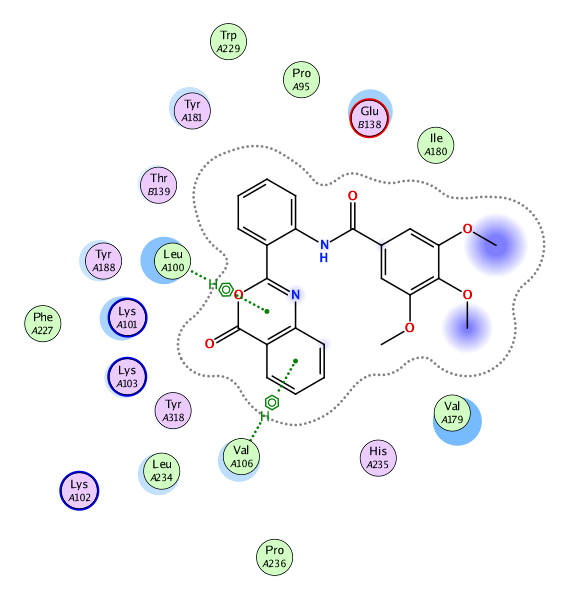 Trp
A229
Pro
A95
Tyr
A181
Glu
B138
Ile
A180
Thr
B139
O
N
H
O
Tyr
A188
Leu
A100
H
O
N
O
Lys
A101
Phe
A227
O
O
Lys
A103
Tyr
A318
H
Val
A179
Val
A106
His
A235
Leu
A234
Lys
A102
Pro
A236